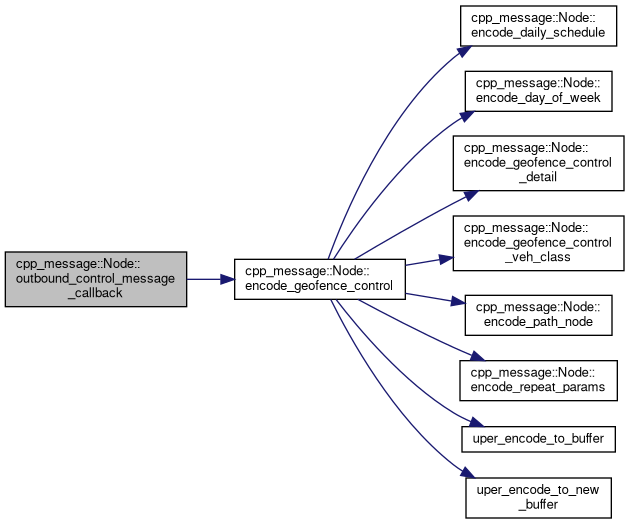 cpp_message::Node::
outbound_control_message
_callback
cpp_message::Node::
encode_geofence_control
cpp_message::Node::
encode_daily_schedule
cpp_message::Node::
encode_day_of_week
cpp_message::Node::
encode_geofence_control
_detail
cpp_message::Node::
encode_geofence_control
_veh_class
cpp_message::Node::
encode_path_node
cpp_message::Node::
encode_repeat_params
uper_encode_to_buffer
uper_encode_to_new
_buffer